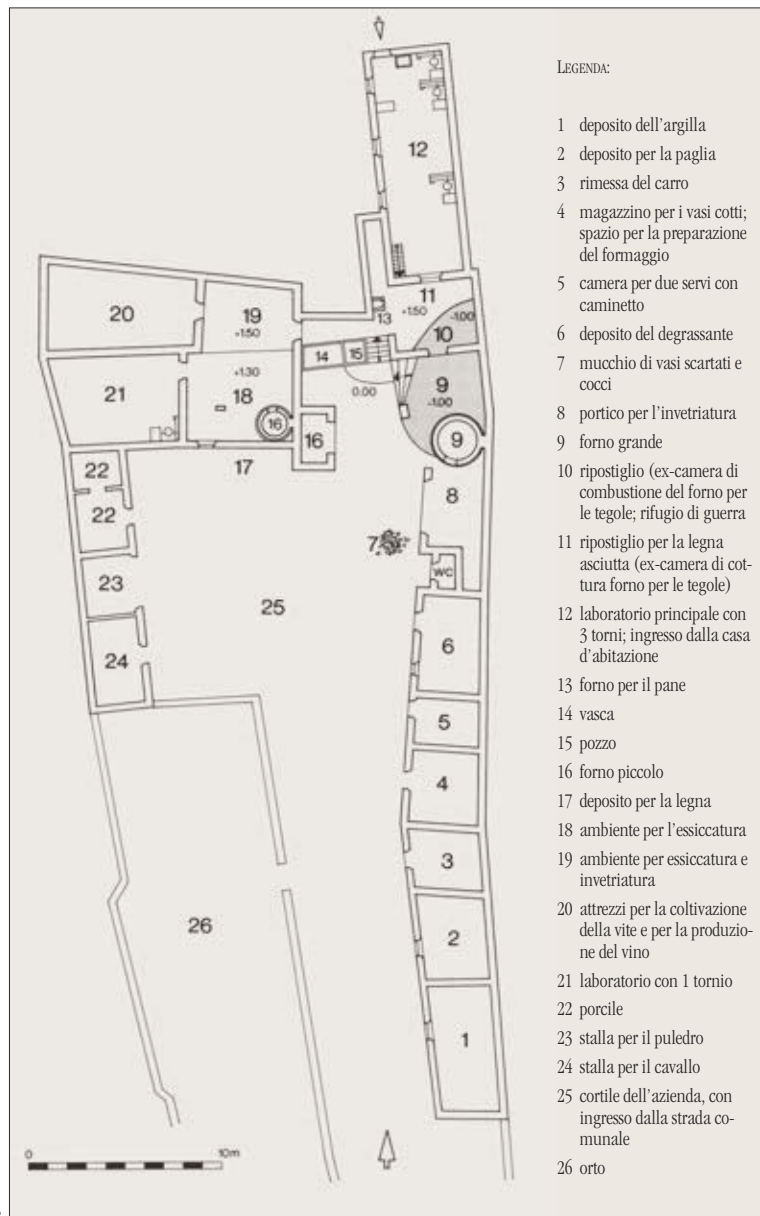 12
20
19
+1.50
11
+1.50
-1.00
13
10
14
15
21
+1.30
18
0.00
9
-1.00
16
16
9
17
22
8
22
7
WC
23
25
6
24
5
4
3
26
2
1
0
10m
LEGENDA:
1 deposito dell’argilla
2 deposito per la paglia
3 rimessa del carro
4 magazzino per i vasi cotti;
spazio per la preparazione
del formaggio
5 camera per due servi con
caminetto
6 deposito del degrassante
7 mucchio di vasi scartati e
cocci
8 portico per l’invetriatura
9 forno grande
10 ripostiglio (ex-camera di
combustione del forno per
le tegole; rifugio di guerra
11 ripostiglio per la legna
asciutta (ex-camera di cot-
tura forno per le tegole)
12 laboratorio principale con
3 torni; ingresso dalla casa
d’abitazione
13 forno per il pane
14 vasca
15 pozzo
16 forno piccolo
17 deposito per la legna
18 ambiente per l’essiccatura
19 ambiente per essiccatura e
invetriatura
20 attrezzi per la coltivazione
della vite e per la produzio-
ne del vino
21 laboratorio con 1 tornio
22 porcile
23 stalla per il puledro
24 stalla per il cavallo
25 cortile dell’azienda, con
ingresso dalla strada co-
munale
26 orto